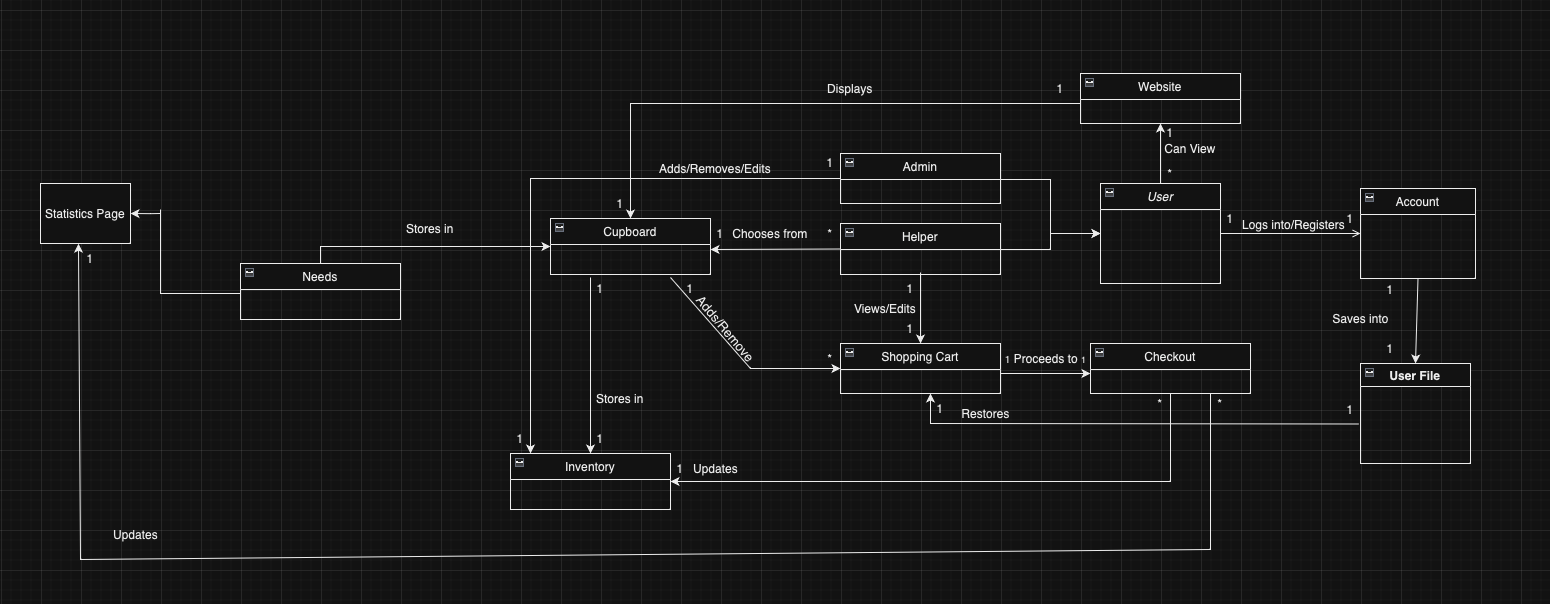 Displays
1
Website
1
Can View
*
Adds/Removes/Edits
1
Admin
User
Account
Statistics Page
1
Cupboard
1
Chooses from
*
Helper
1
Logs into/Registers
1
Stores in
1
Needs
1
1
Adds/Remove
*
1
Views/Edits
1
1
Saves into
1
Shopping Cart
1
Proceeds to
1
Checkout
User File
Stores in
1
Restores
1
*
*
1
1
Inventory
1
Updates
Updates